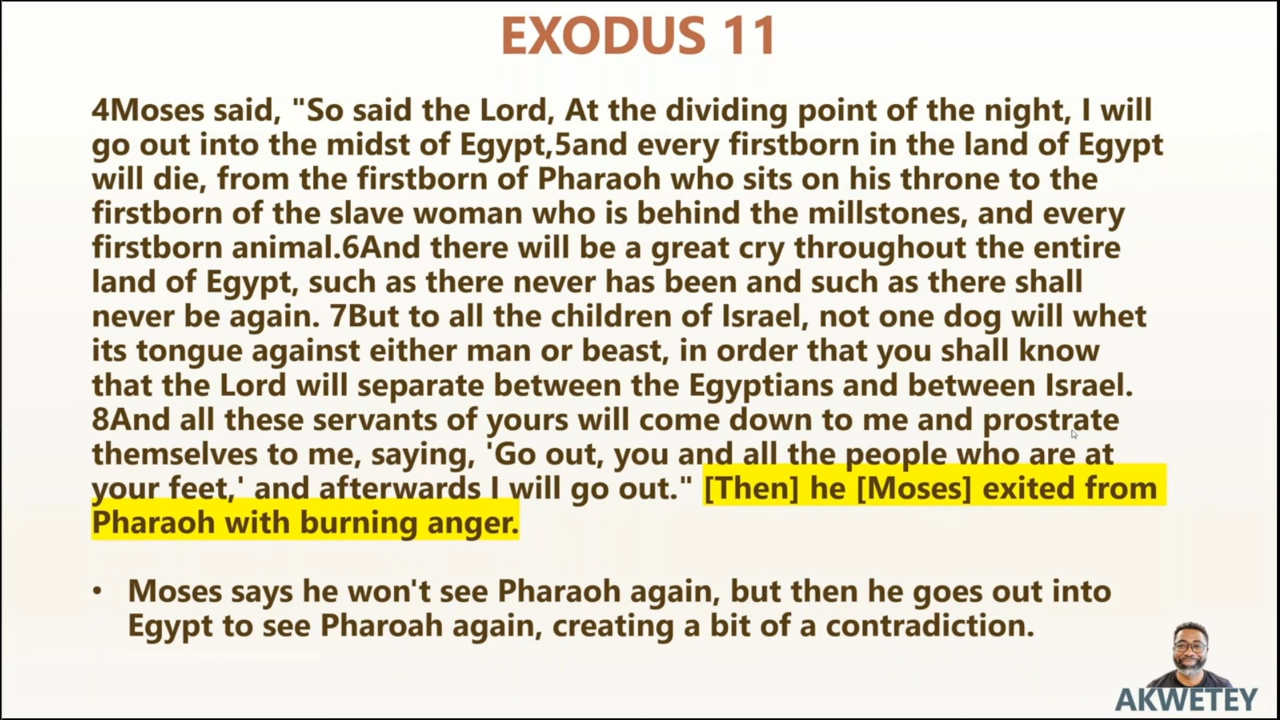 EXODUS 11
4Moses said, "So said the Lord, At the dividing point of the night, I will
go out into the midst of Egypt,5and every firstborn in the land of Egypt
will die, from the firstborn of Pharaoh who sits on his throne to the
firstborn of the slave woman who is behind the millstones, and every
firstborn animal.6And there will be a great cry throughout the entire
land of Egypt, such as there never has been and such as there shall
never be again. 7But to all the children of Israel, not one dog will whet
its tongue against either man or beast, in order that you shall know
that the Lord will separate between the Egyptians and between Israel.
8And all these servants of yours will come down to me and prostrate
themselves to me, saying, 'Go out, you and all the people who are at
your feet,' and afterwards I will go out." [Then] he [Moses] exited from
Pharaoh with burning anger.
• Moses says he won't see Pharaoh again, but then he goes out into
Egypt to see Pharoah again, creating a bit of a contradiction.
AKWETEY